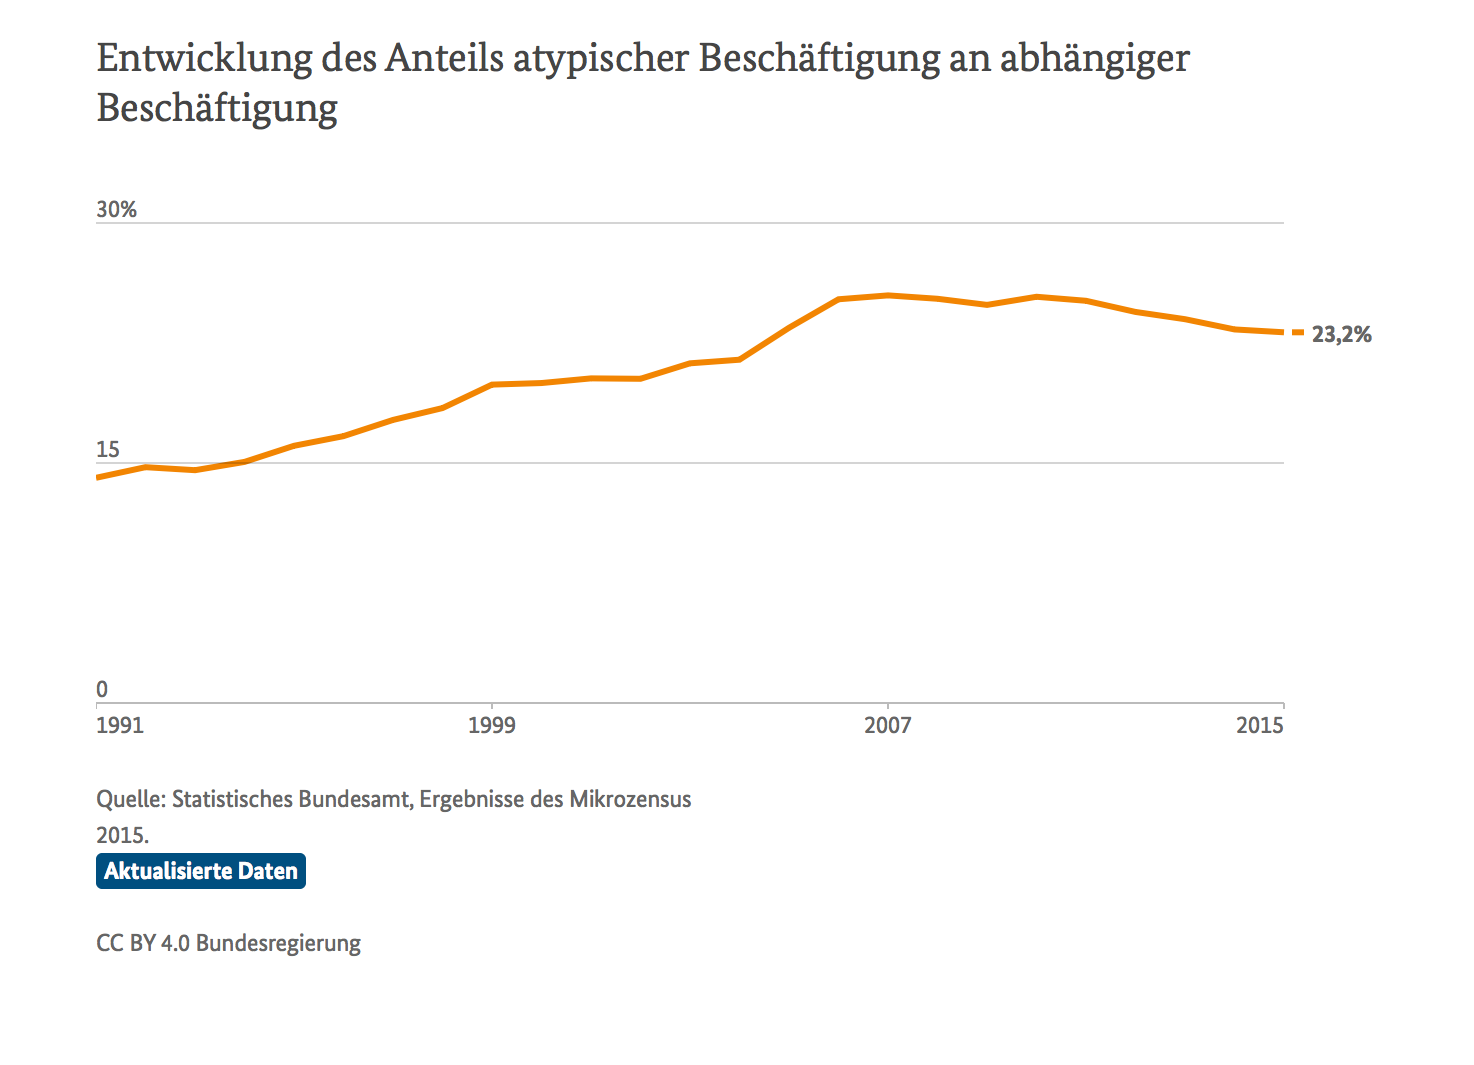 Entwicklung des Anteils atypischer Beschäftigung an abhängiger
Beschäftigung
30%
23,2%
15
0
1991 1999 2007 2015
Quelle: Statistisches Bundesamt, Ergebnisse des Mikrozensus
2015.
Aktualisierte Daten
CC BY 4.0 Bundesregierung